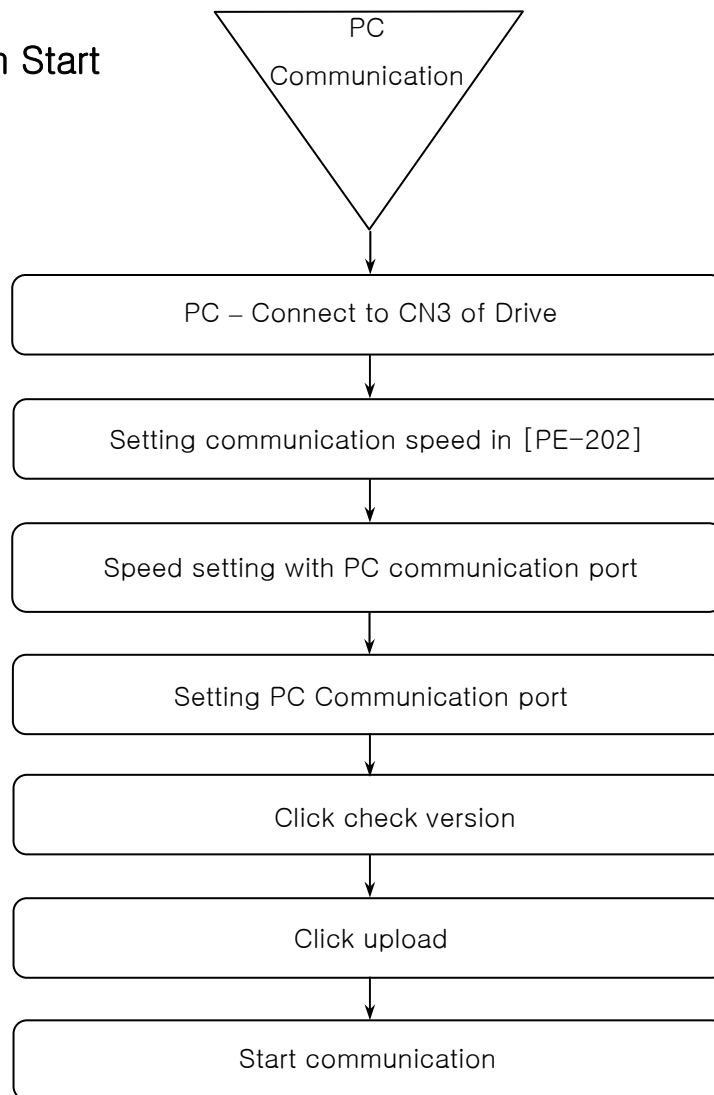 n Start
PC
Communication
PC – Connect to CN3 of Drive
Setting communication speed in [PE-202]
Speed setting with PC communication port
Setting PC Communication port
Click check version
Click upload
Start communication